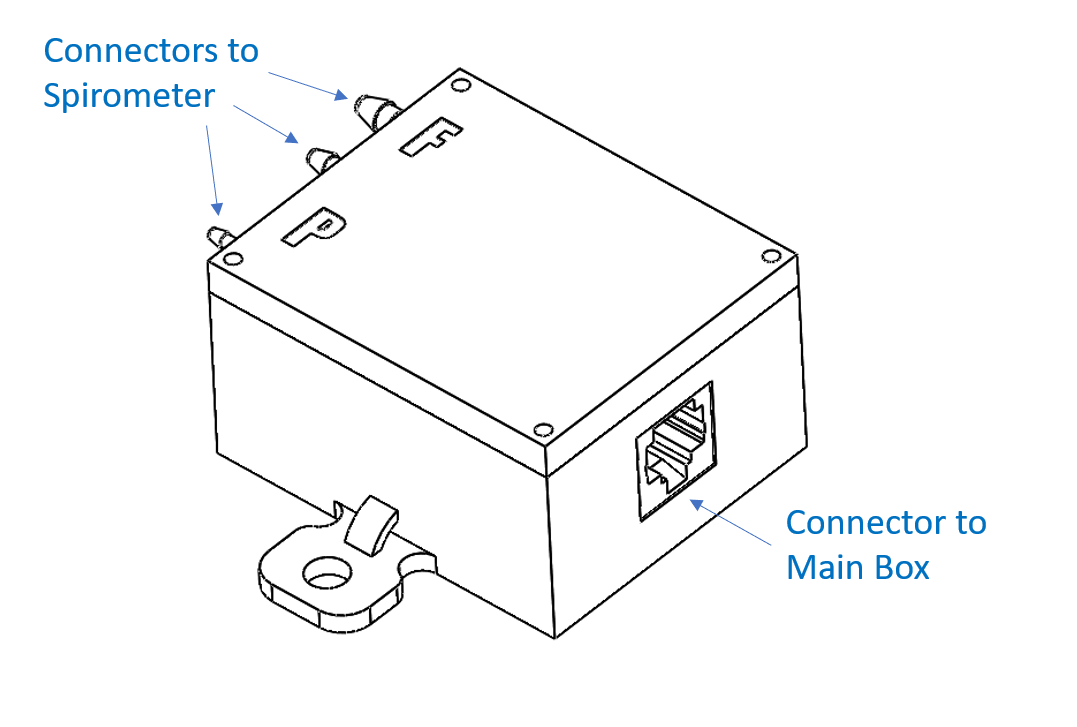 Connectors to
Spirometer
F
P
Connector to
Main Box